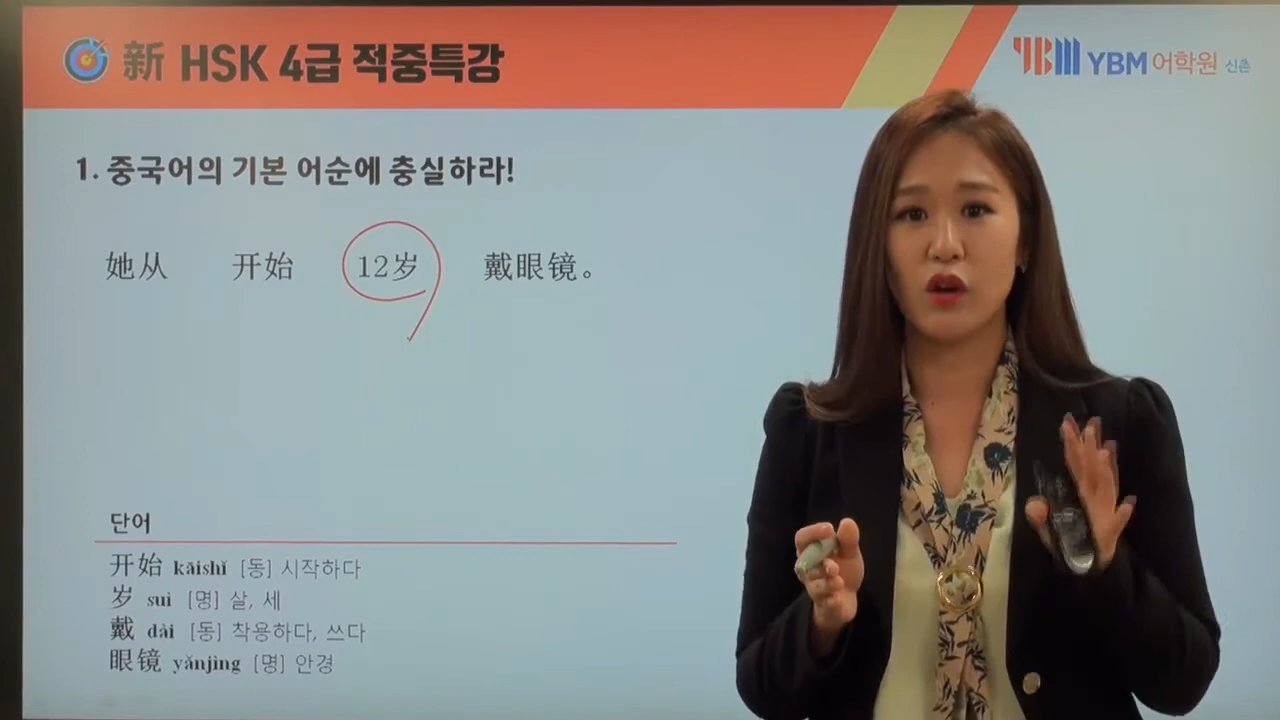 新 HSK 4급 적중특강
YBM YBM 어학원 신촌
1. 중국어의 기본 어순에 충실하라!
她从 开始 12岁 戴眼镜。
단어
开始 kāishǐ [동] 시작하다
岁 suì [명] 살, 세
戴 dài [동] 착용하다, 쓰다
眼镜 yǎnjìng [명] 안경